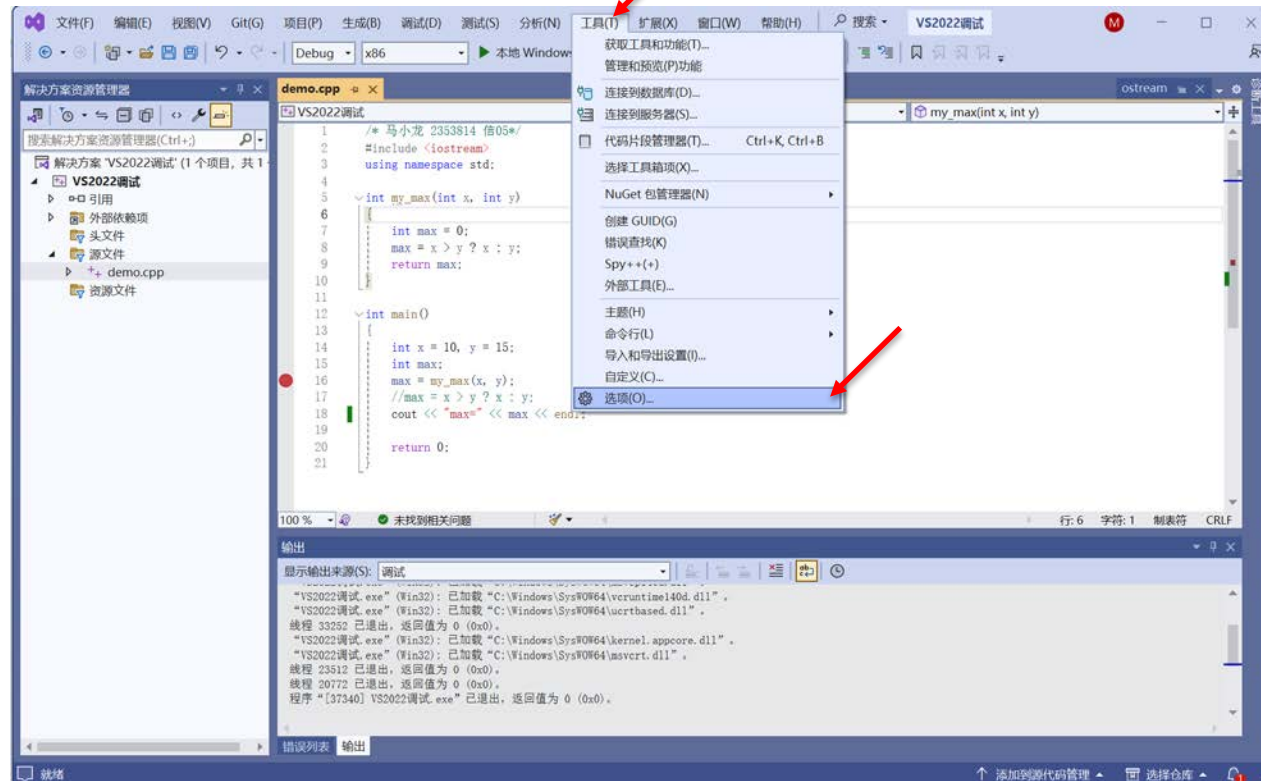 文件(F) 编辑(E) 视图(V) Git(G) 项目(P) 生成(B) 调试(D) 测试(S) 分析(N) 工具(T) 扩展(X) 窗口(W) 帮助(H) 搜索 VS2022调试 M
Debug x86 本地 Window
获取工具和功能(T)...
管理和预览(P)功能
连接到数据库(D)...
连接到服务器(S)...
代码片段管理器(T)... Ctrl+K, Ctrl+B
选择工具箱项(X)...
NuGet 包管理器(N)
创建 GUID(G)
错误查找(K)
Spy++(+)
外部工具(E)...
主题(H)
命令行(L)
导入和导出设置(I)...
自定义(C)...
选项(O)...
解决方案资源管理器
搜索解决方案资源管理器(Ctrl+;)
解决方案 'VS2022调试' (1 个项目, 共 1
VS2022调试
引用
外部依赖项
头文件
源文件
demo.cpp
资源文件
demo.cpp ostream
VS2022调试 my_max(int x, int y)
1 /* 马小龙 2353814 信05*/
2 #include <iostream>
3 using namespace std;
4
5 int my_max(int x, int y)
6 {
7 int max = 0;
8 max = x > y ? x : y;
9 return max;
10 }
11
12 int main()
13 {
14 int x = 10, y = 15;
15 int max;
16 max = my_max(x, y);
17 //max = x > y ? x : y;
18 cout << "max=" << max << endl;
19
20 return 0;
21 }
100 % 未找到相关问题 行: 6 字符: 1 制表符 CRLF
输出
显示输出来源(S): 调试
“VS2022调试.exe” (Win32): 已加载 “C:\Windows\SysWOW64\vcruntime140d.dll”。
“VS2022调试.exe” (Win32): 已加载 “C:\Windows\SysWOW64\ucrtbased.dll”。
线程 33252 已退出，返回值为 0 (0x0)。
“VS2022调试.exe” (Win32): 已加载 “C:\Windows\SysWOW64\kernel.appcore.dll”。
“VS2022调试.exe” (Win32): 已加载 “C:\Windows\SysWOW64\msvcrt.dll”。
线程 23512 已退出，返回值为 0 (0x0)。
线程 20772 已退出，返回值为 0 (0x0)。
程序 “[37340] VS2022调试.exe” 已退出，返回值为 0 (0x0)。
错误列表 输出
就绪 添加到源代码管理 选择仓库 1